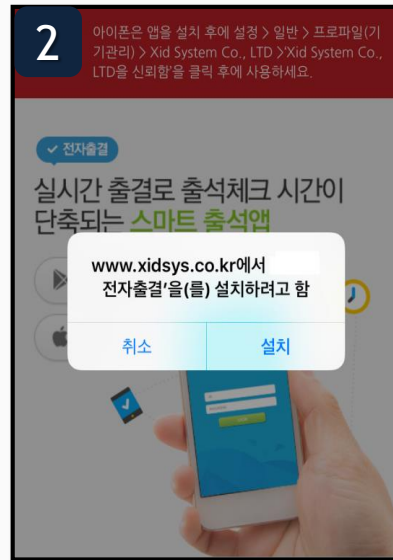 2
아이폰은 앱을 설치 후에 설정 > 일반 > 프로파일(기
기관리) > Xid System Co., LTD >'Xid System Co.,
LTD을 신뢰함'을 클릭 후에 사용하세요.
전자출결
실시간 출결로 출석체크 시간이
단축되는 스마트 출석앱
www.xidsys.co.kr에서
전자출결'을(를) 설치하려고 함
취소
설치